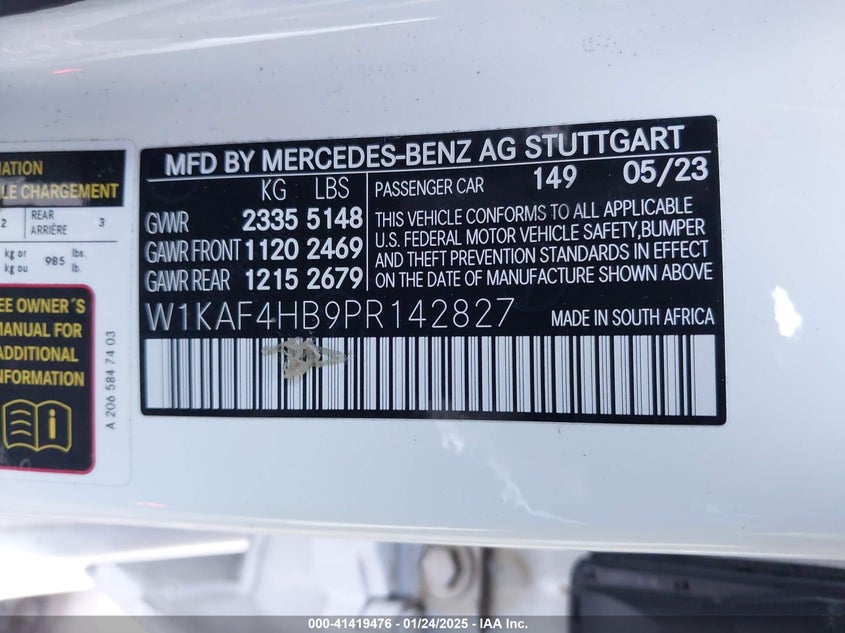 MATION
LE CHARGEMENT
2 REAR ARRIÈRE 3
kg or kg ou 985 lbs. lb.
EE OWNER´S
MANUAL FOR
ADDITIONAL
NFORMATION
A 206 584 74 03
MFD BY MERCEDES-BENZ AG STUTTGART
KG LBS
GVWR 2335 5148
GAWR FRONT 1120 2469
GAWR REAR 1215 2679
PASSENGER CAR 149 05/23
THIS VEHICLE CONFORMS TO ALL APPLICABLE
U.S. FEDERAL MOTOR VEHICLE SAFETY,BUMPER
AND THEFT PREVENTION STANDARDS IN EFFECT
ON THE DATE OF MANUFACTURE SHOWN ABOVE
W1KAF4HB9PR142827 MADE IN SOUTH AFRICA
000-41419476 - 01/24/2025 - IAA Inc.